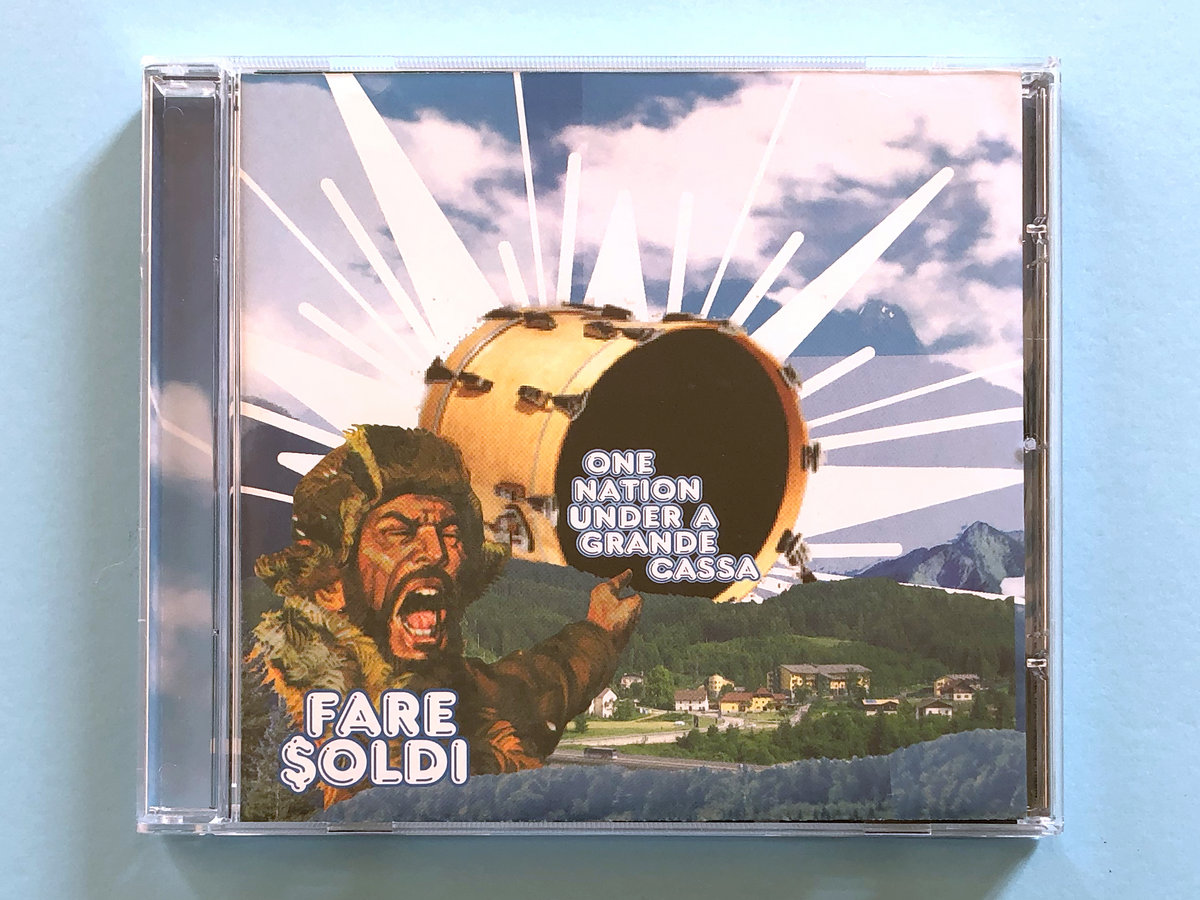 ONE
NATION
UNDER A
GRANDE
CASSA
FARE
$OLDI